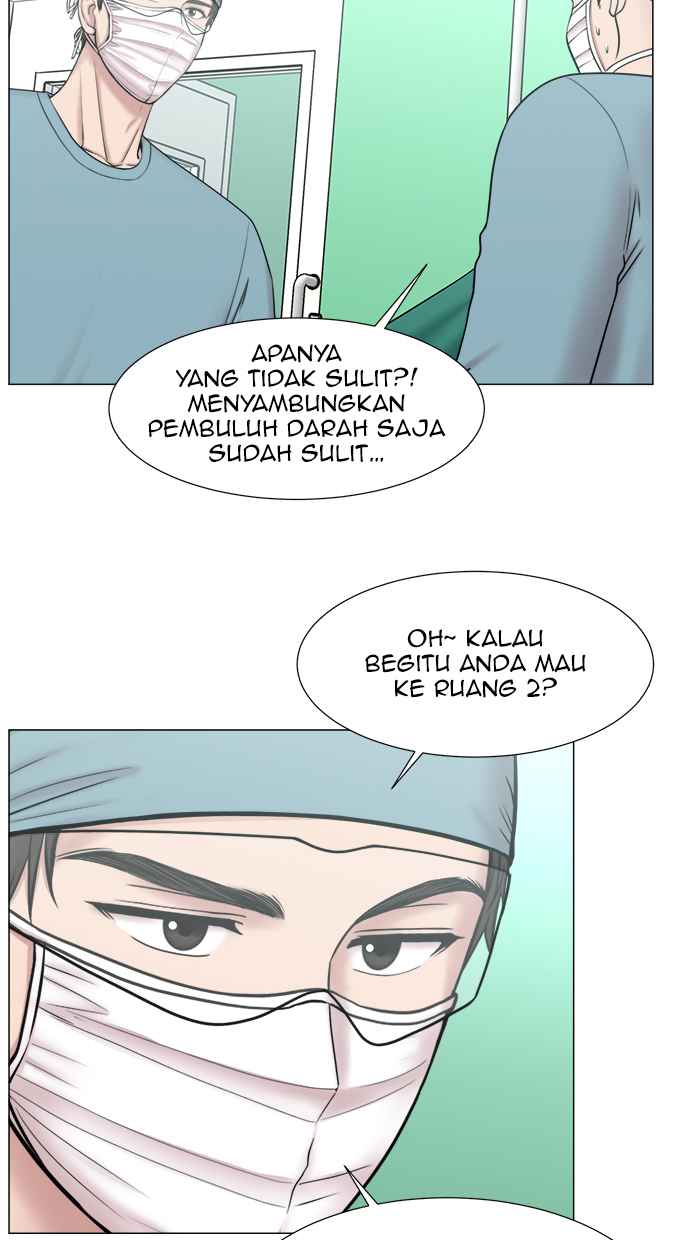 APANYA
YANG TIDAK SULIT?!
MENYAMBUNGKAN
PEMBULUH DARAH SAJA
SUDAH SULIT...
OH~ KALAU
BEGITU ANDA MAU
KE RUANG 2?